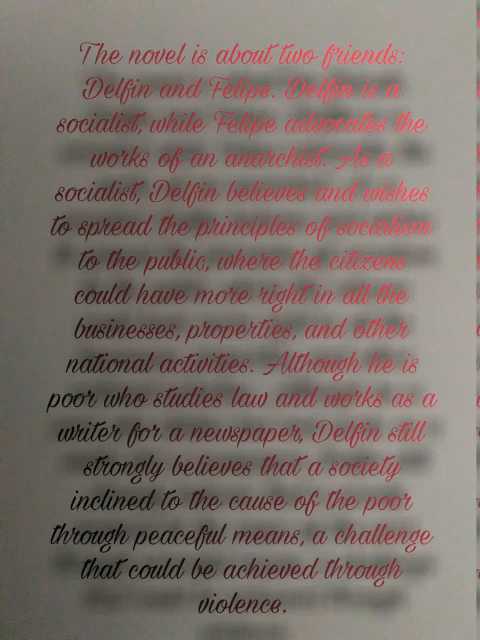 The novel is about two friends:
Delfin and Felipe. Delfin is a
socialist, while Felipe advocates the
works of an anarchist. As a
socialist, Delfin believes and wishes
to spread the principles of socialism
to the public, where the citizens
could have more right in all the
businesses, properties, and other
national activities. Although he is
poor who studies law and works as a
writer for a newspaper, Delfin still
strongly believes that a society
inclined to the cause of the poor
through peaceful means, a challenge
that could be achieved through
violence.